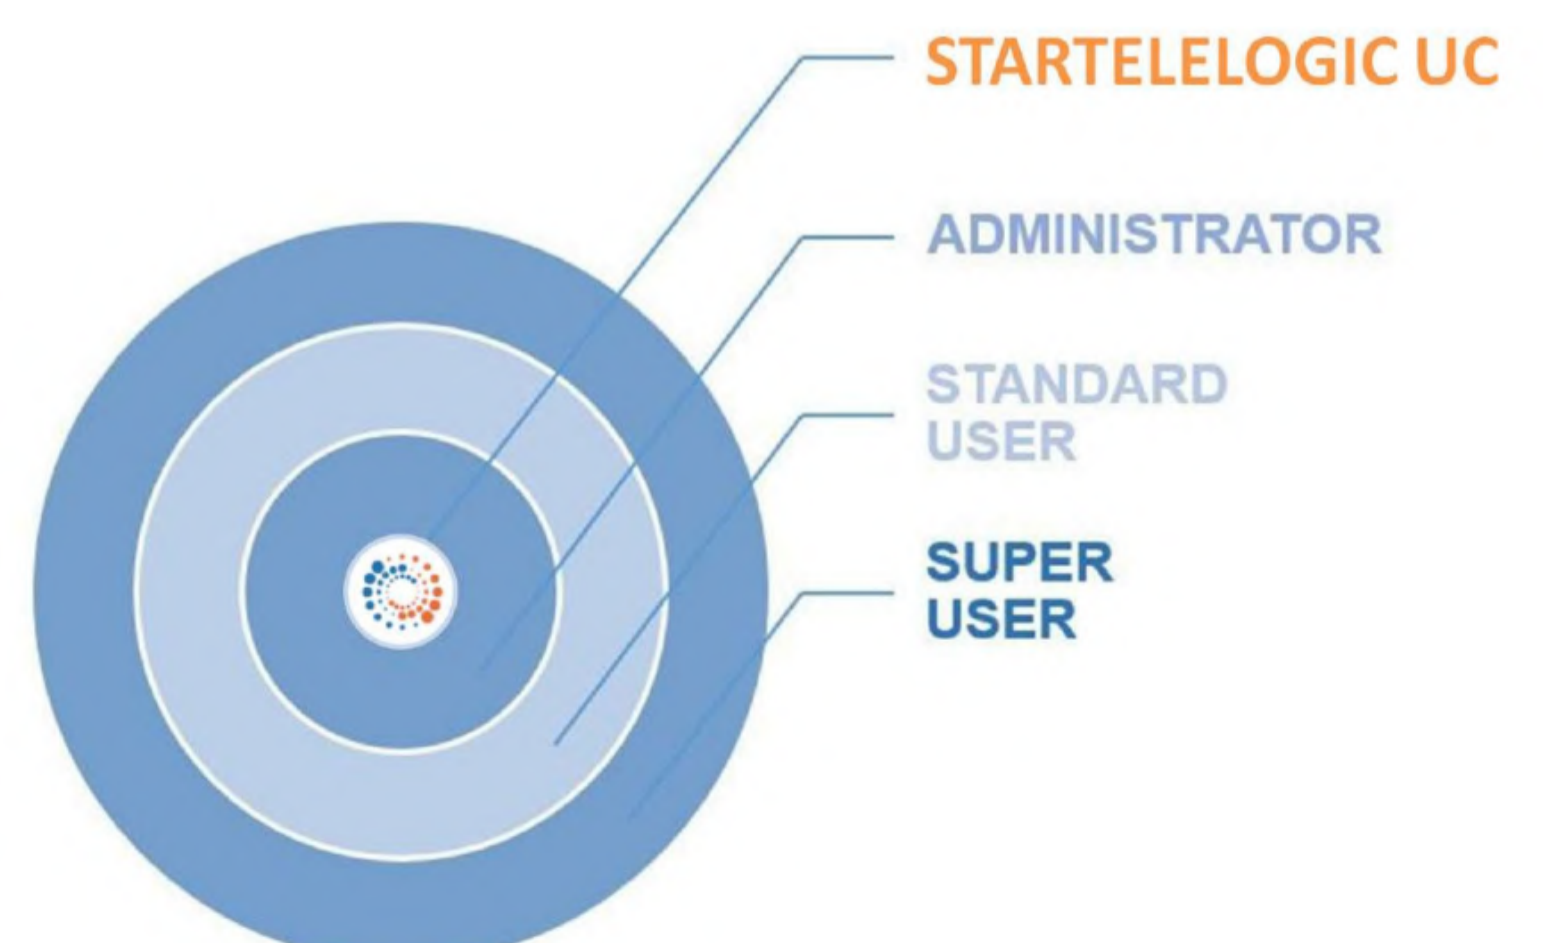 STARTELELOGIC UC
ADMINISTRATOR
STANDARD
USER
SUPER
USER